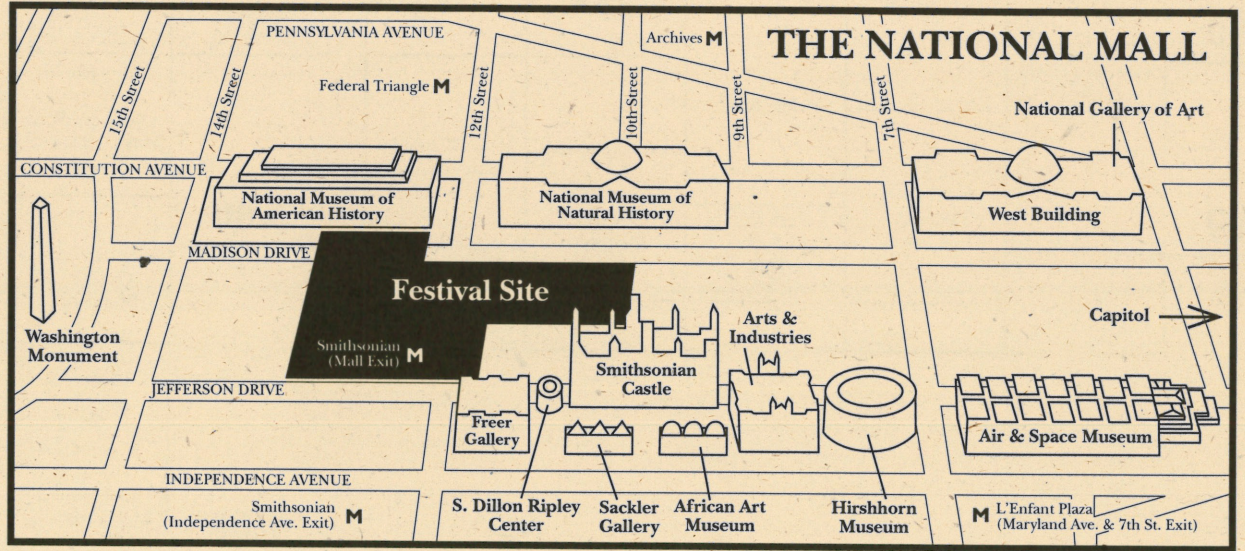 THE NATIONAL MALL
PENNSYLVANIA AVENUE
Archives M
Federal Triangle M
15th Street
14th Street
12th Street
10th Street
9th Street
7th Street
National Gallery of Art
CONSTITUTION AVENUE
National Museum of
American History
National Museum of
Natural History
West Building
MADISON DRIVE
Festival Site
Washington
Monument
Smithsonian
(Mall Exit) M
Arts &
Industries
Capitol
Smithsonian
Castle
JEFFERSON DRIVE
Freer
Gallery
Air & Space Museum
INDEPENDENCE AVENUE
Smithsonian
(Independence Ave. Exit) M
S. Dillon Ripley
Center
Sackler
Gallery
African Art
Museum
Hirshhorn
Museum
M L'Enfant Plaza
(Maryland Ave. & 7th St. Exit)